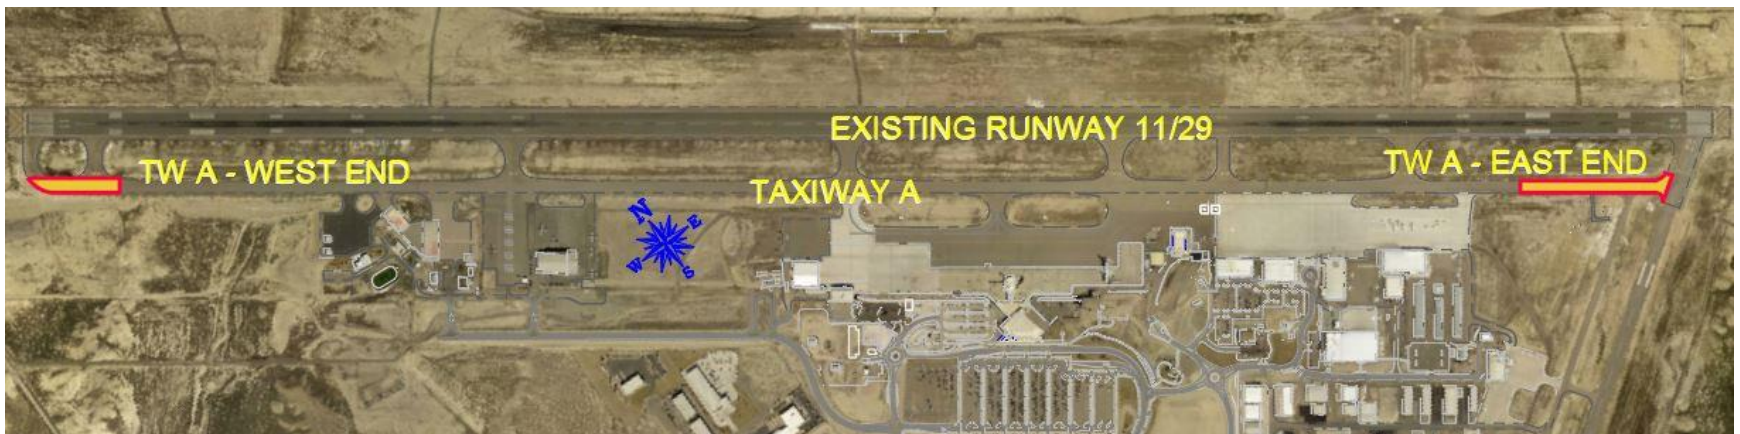 EXISTING RUNWAY 11/29
TW A - WEST END
TW A - EAST END
TAXIWAY A
N
E
W
S